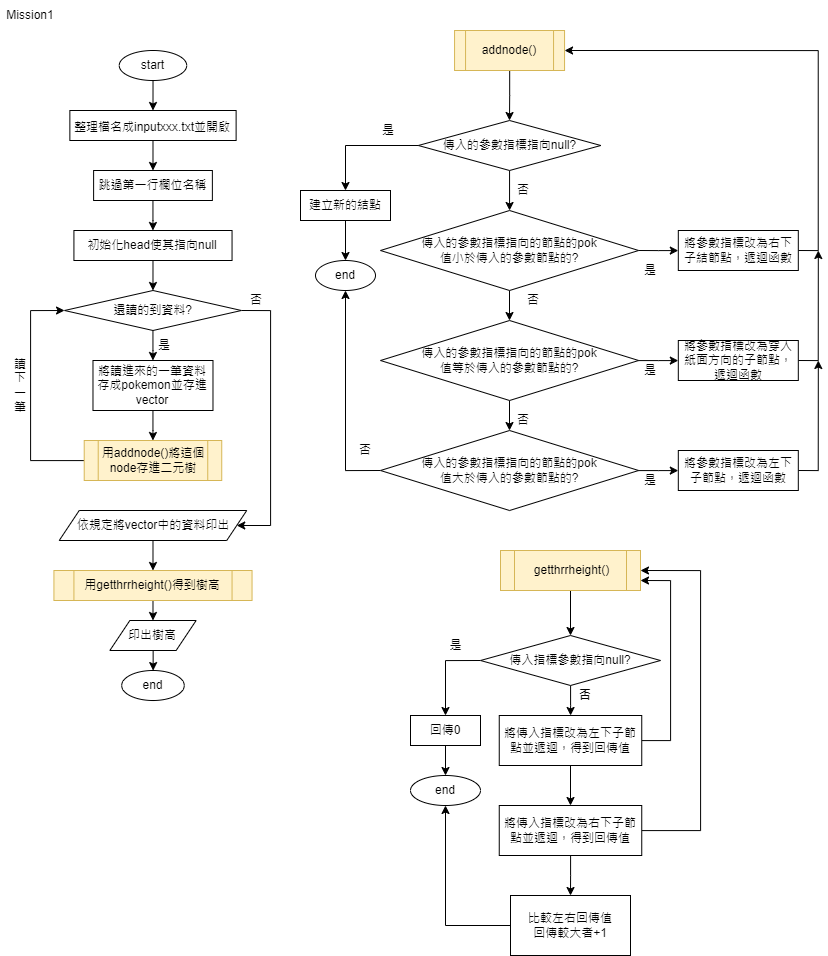 Mission1
start
整理檔名成inputxxx.txt並開啟
跳過第一行欄位名稱
初始化head使其指向null
還讀的到資料?
否
是
將讀進來的一筆資料
存成pokemon並存進
vector
讀下一筆
用addnode()將這個
node存進二元樹
依規定將vector中的資料印出
用getthrrheight()得到樹高
印出樹高
end
addnode()
傳入的參數指標指向null?
是
建立新的結點
end
否
傳入的參數指標指向的節點的pok
值小於傳入的參數節點的?
是
將參數指標改為右下
子結節點，遞迴函數
否
傳入的參數指標指向的節點的pok
值等於傳入的參數節點的?
是
將參數指標改為穿入
紙面方向的子節點，
遞迴函數
否
傳入的參數指標指向的節點的pok
值大於傳入的參數節點的?
否
是
將參數指標改為左下
子節點，遞迴函數
getthrrheight()
傳入指標參數指向null?
是
回傳0
end
否
將傳入指標改為左下子節
點並遞迴，得到回傳值
將傳入指標改為右下子節
點並遞迴，得到回傳值
比較左右回傳值
回傳較大者+1